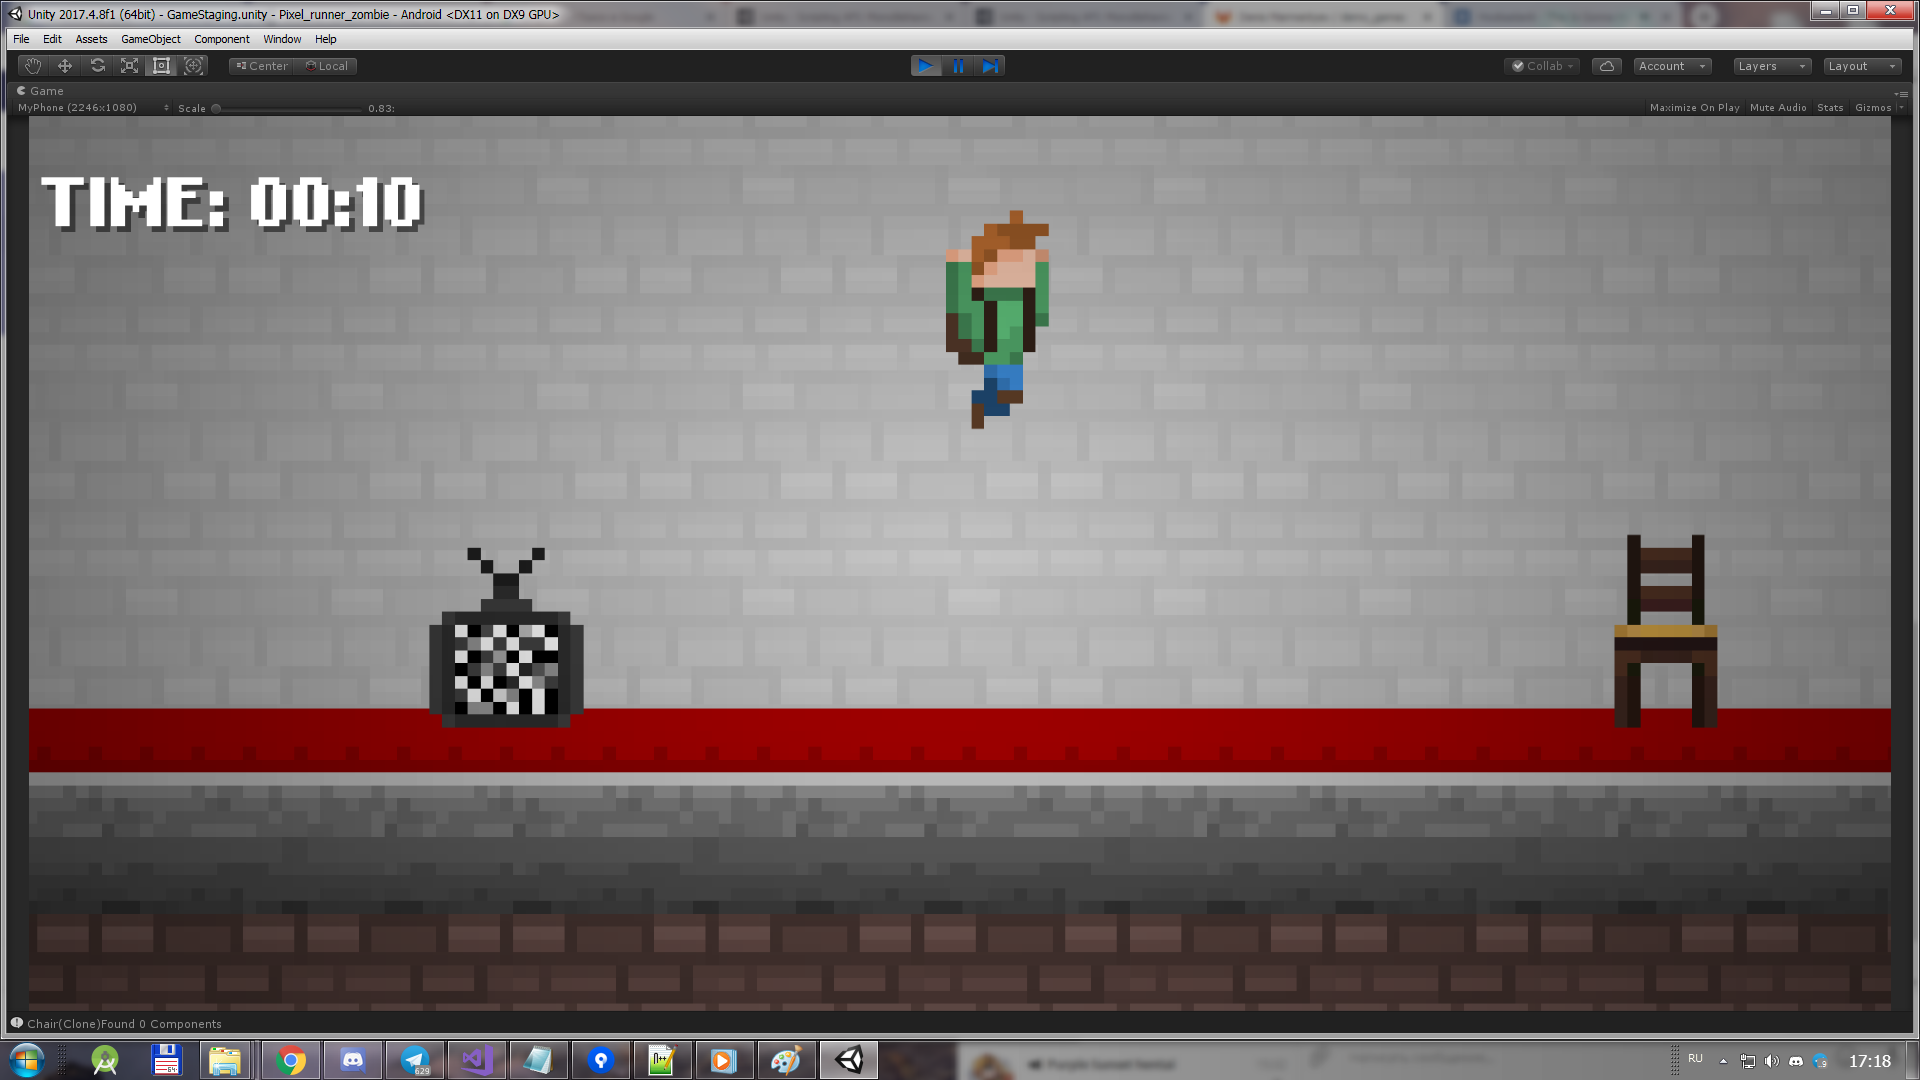 Unity 2017.4.8f1 (64bit) - GameStaging.unity - Pixel_runner_zombie - Android <DX11 on DX9 GPU>
File Edit Assets GameObject Component Window Help
Center Local Collab Account Layers Layout
Game
MyPhone (2246x1080) Scale 0.83: Maximize On Play Mute Audio Stats Gizmos
TIME: 00:10
Chair(Clone)Found 0 Components
64
629
N++
RU
17:18